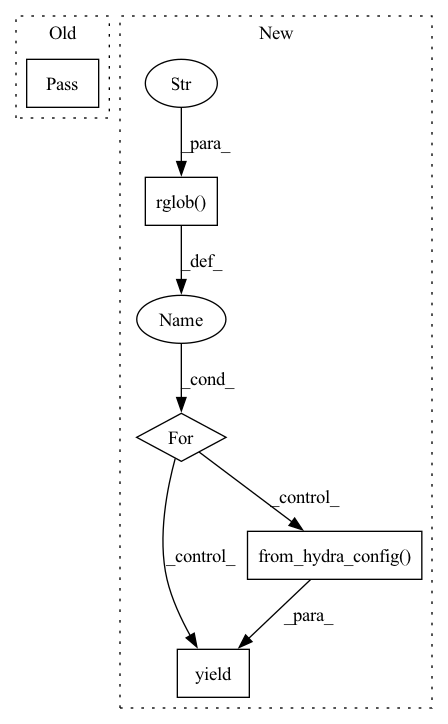 Old
New
Pass
Str
_para_
rglob()
_def_
Name
_cond_
For
_control_
_control_
from_hydra_config()
_para_
yield